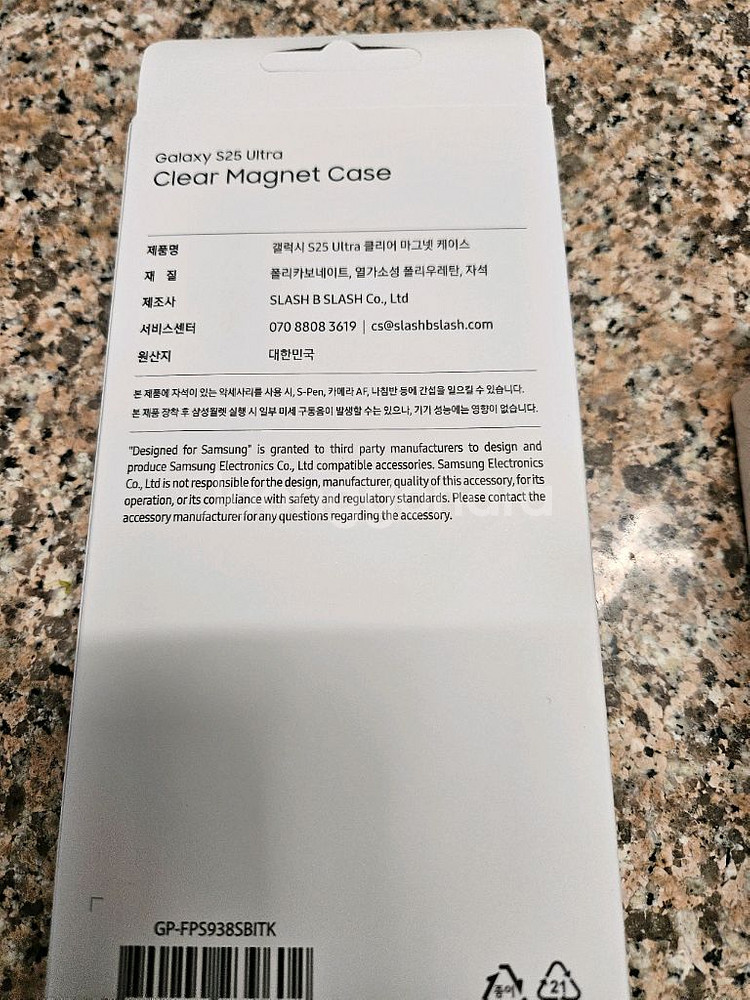 Galaxy S25 Ultra
Clear Magnet Case
제품명 갤럭시 S25 Ultra 클리어 마그넷 케이스
재 질 폴리카보네이트, 열가소성 폴리우레탄, 자석
제조사 SLASH B SLASH Co., Ltd
서비스센터 070 8808 3619 | cs@slashbslash.com
원산지 대한민국
본 제품에 자석이 있는 악세사리를 사용 시, S-Pen, 카메라 AF, 나침반 등에 간섭을 일으킬 수 있습니다.
본 제품 장착 후 삼성월렛 실행 시 일부 미세 구동음이 발생할 수는 있으나, 기기 성능에는 영향이 없습니다.
"Designed for Samsung" is granted to third party manufacturers to design and
produce Samsung Electronics Co., Ltd compatible accessories. Samsung Electronics
Co., Ltd is not responsible for the design, manufacturer, quality of this accessory, for its
operation, or its compliance with safety and regulatory standards. Please contact the
accessory manufacturer for any questions regarding the accessory.
GP-FPS938SBITK
종이 21